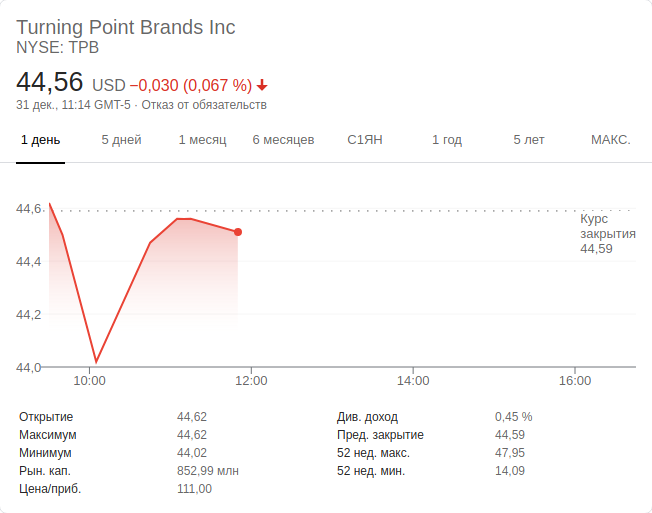 Turning Point Brands Inc
NYSE: TPB
44,56 USD −0,030 (0,067 %)
31 дек., 11:14 GMT-5 · Отказ от обязательств
1 день 5 дней 1 месяц 6 месяцев С1ЯН 1 год 5 лет МАКС.
44,6
Курс
закрытия
44,59
44,4
44,2
44,0
10:00 12:00 14:00 16:00
Открытие 44,62 Див. доход 0,45 %
Максимум 44,62 Пред. закрытие 44,59
Минимум 44,02 52 нед. макс. 47,95
Рын. кап. 852,99 млн 52 нед. мин. 14,09
Цена/приб. 111,00